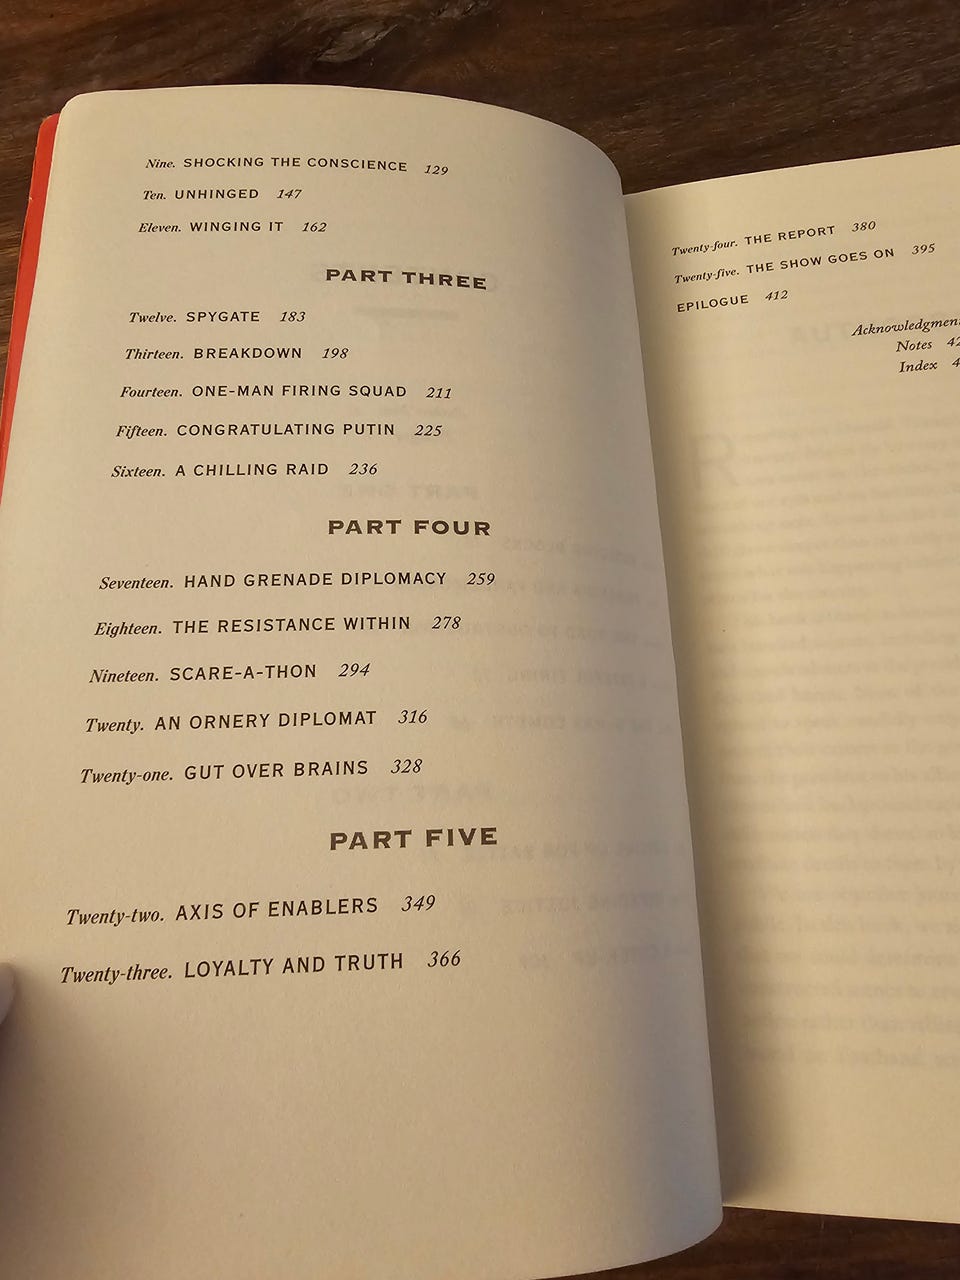 Nine. SHOCKING THE CONSCIENCE 129
Ten. UNHINGED 147
Eleven. WINGING IT 162
PART THREE
Twelve. SPYGATE 183
Thirteen. BREAKDOWN 198
Fourteen. ONE-MAN FIRING SQUAD 211
Fifteen. CONGRATULATING PUTIN 225
Sixteen. A CHILLING RAID 236
PART FOUR
Seventeen. HAND GRENADE DIPLOMACY 259
Eighteen. THE RESISTANCE WITHIN 278
Nineteen. SCARE-A-THON 294
Twenty. AN ORNERY DIPLOMAT 316
Twenty-one. GUT OVER BRAINS 328
PART FIVE
Twenty-two. AXIS OF ENABLERS 349
Twenty-three. LOYALTY AND TRUTH 366
Twenty-four. THE REPORT 380
Twenty-five. THE SHOW GOES ON 395
EPILOGUE 412
Acknowledgment
Notes 42
Index 4